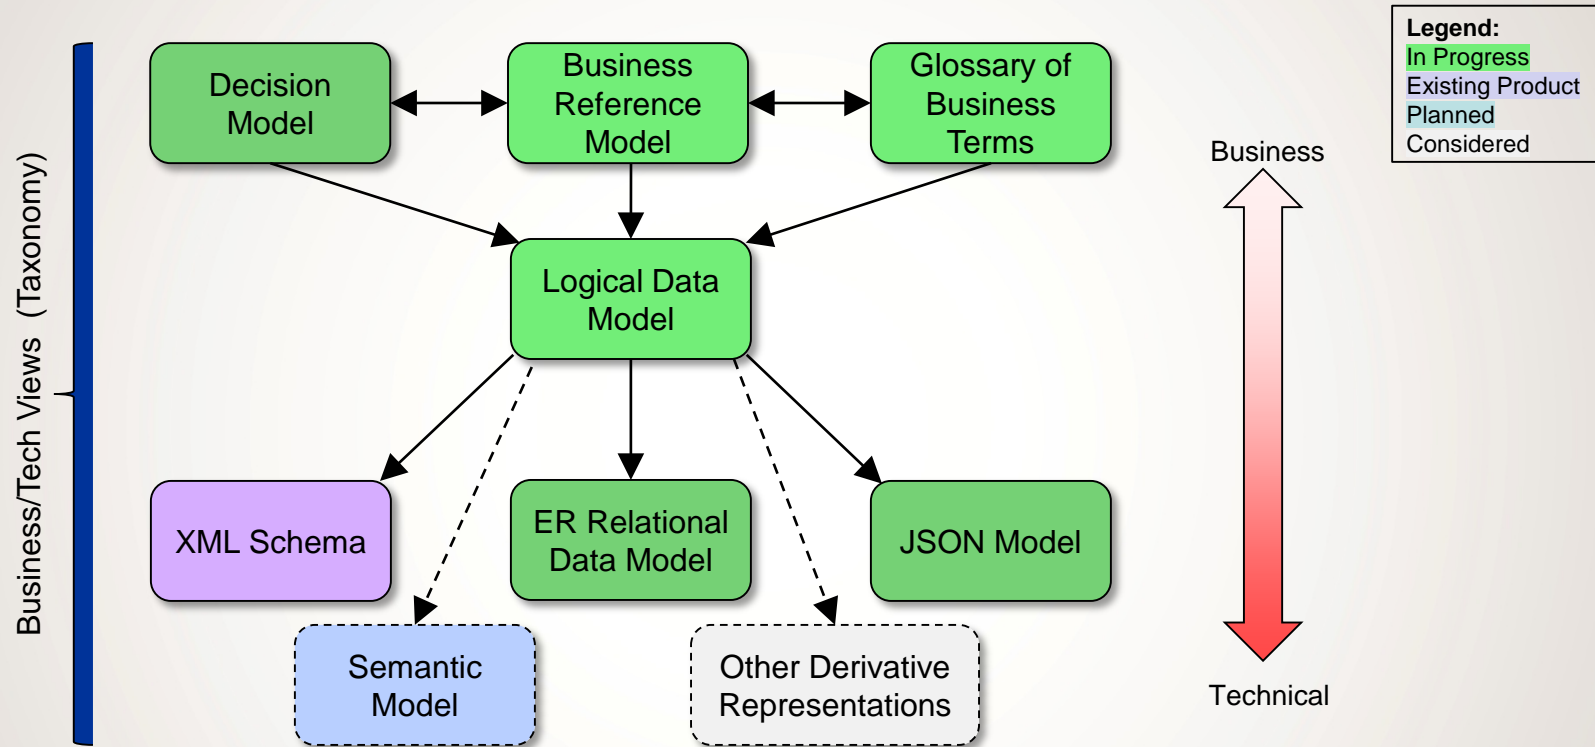 Legend:
In Progress
Existing Product
Planned
Considered
Decision
Model
Business
Reference
Model
Glossary of
Business
Terms
Business
Business/Tech Views (Taxonomy)
Logical Data
Model
XML Schema
ER Relational
Data Model
JSON Model
Semantic
Model
Other Derivative
Representations
Technical